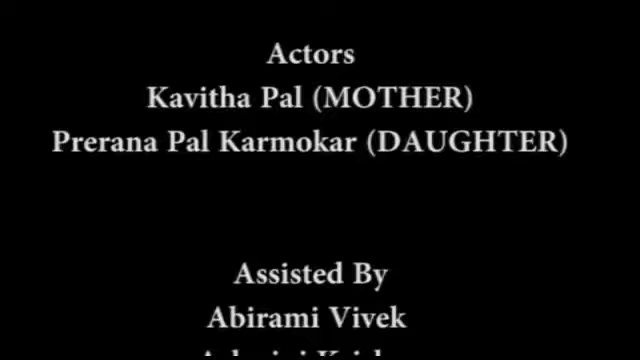 Actors
Kavitha Pal (MOTHER)
Prerana Pal Karmokar (DAUGHTER)
Assisted By
Abirami Vivek